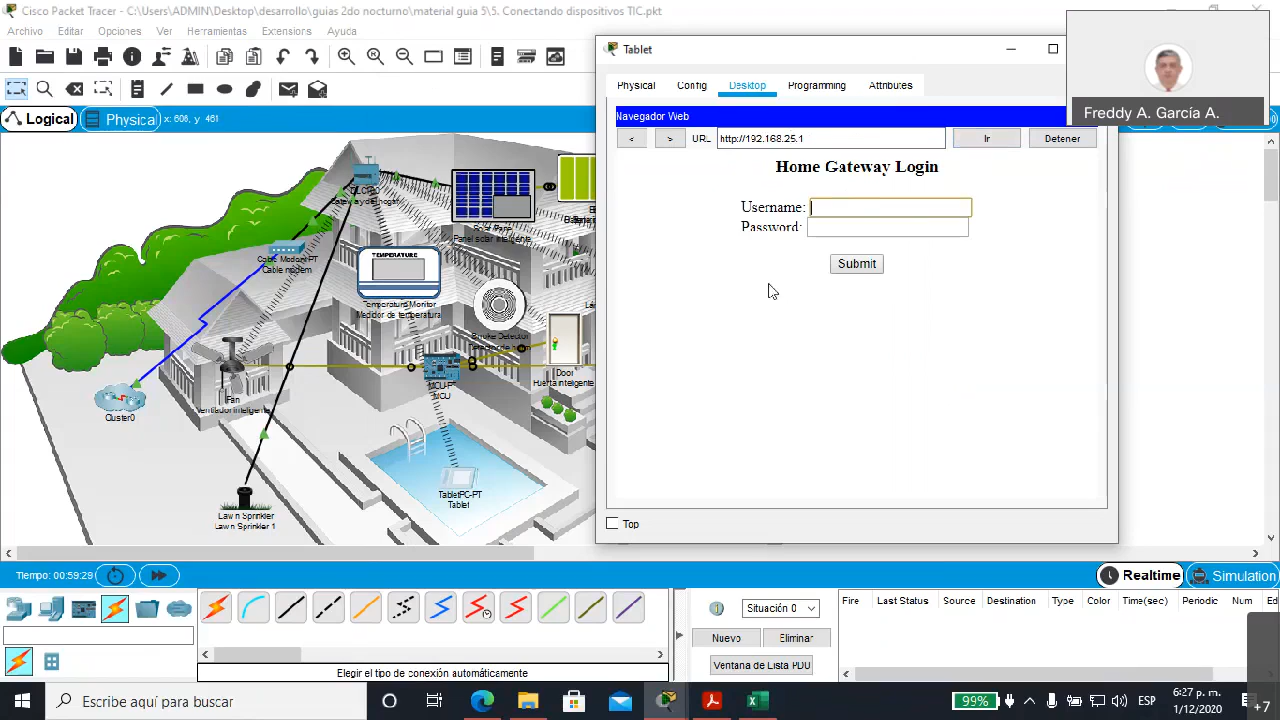 Cisco Packet Tracer - C:\Users\ADMIN\Desktop\desarrollo\guias 2do nocturno\material guia 5\5. Conectando dispositivos TIC.pkt
Archivo Editar Opciones Ver Herramientas Extensions Ayuda
Logical Physical x: 606, y: 461
Tablet
Physical Config Desktop Programming Attributes
Freddy A. García A.
Navegador Web
< > URL http://192.168.25.1 Ir Detener
Home Gateway Login
Username:
Password:
Submit
Top
Cable Modem-PT
Cable modem
Panel solar inteligente
TEMPERATURE
Temperature Monitor
Medidor de temperatura
Smoke Detector
Door
Puerta inteligente
MCU-PT
MCU
Fan
Ventilador inteligente
Cluster0
TabletPC-PT
Tablet
Lawn Sprinkler
Lawn Sprinkler 1
Tiempo: 00:59:29
Realtime Simulation
Situación 0
Nuevo Eliminar
Ventana de Lista PDU
Fire Last Status Source Destination Type Color Time(sec) Periodic Num Ed
Elegir el tipo de conexión automáticamente
Escribe aquí para buscar
99%
ESP
6:27 p. m.
1/12/2020
+7